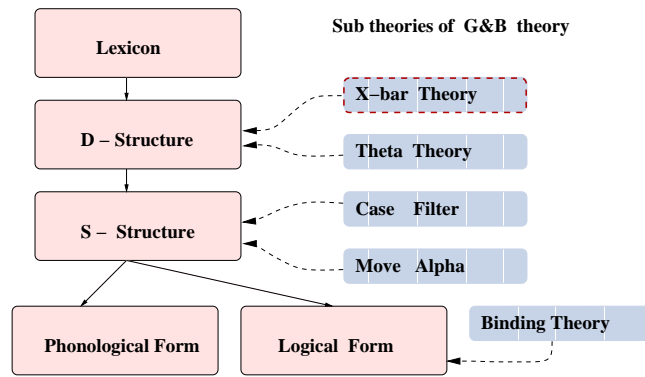 Sub theories of G&B theory
Lexicon
X–bar Theory
D – Structure
Theta Theory
Case Filter
S – Structure
Move Alpha
Binding Theory
Phonological Form
Logical Form